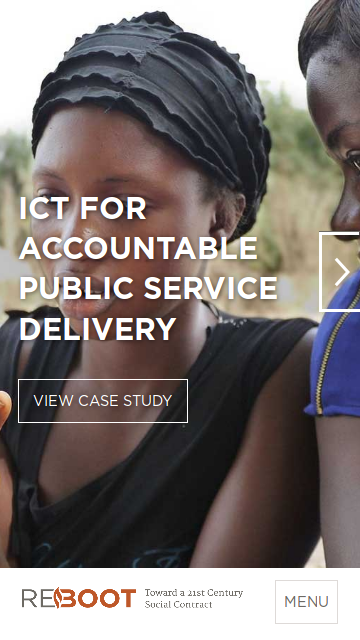 ICT FOR
ACCOUNTABLE
PUBLIC SERVICE
DELIVERY
VIEW CASE STUDY
REBOOT Toward a 21st Century
Social Contract
MENU